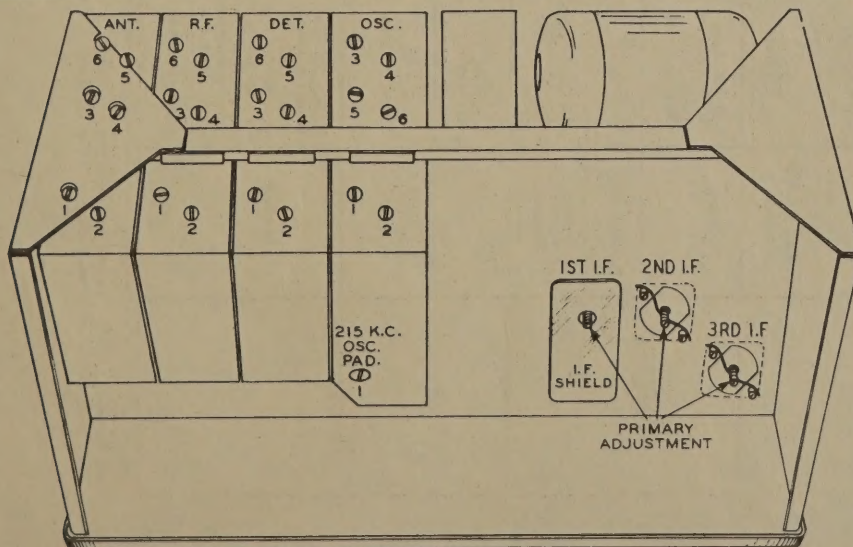 ANT. R.F. DET. OSC.
6 5 6 5 6 5 3 4
3 4 3 4 3 4 5 6
1 2 1 2 1 2 1 2
1ST I.F. 2ND I.F.
3RD I.F
215 K.C.
OSC.
PAD.
1
I.F.
SHIELD
PRIMARY
ADJUSTMENT